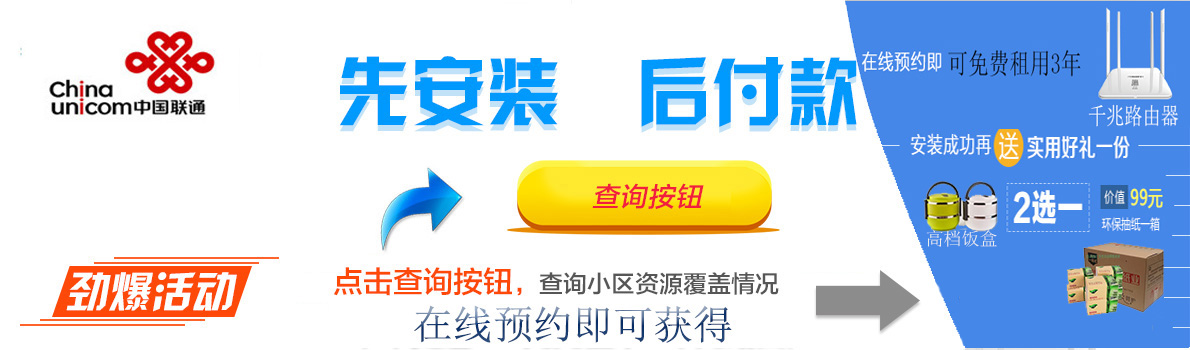 China
unicom中国联通
先安装 后付款
查询按钮
点击查询按钮，查询小区资源覆盖情况
在线预约即可获得
劲爆活动
在线预约即 可免费租用3年
千兆路由器
安装成功再 送 实用好礼一份
高档饭盒
2选一
价值 99元
环保抽纸一箱